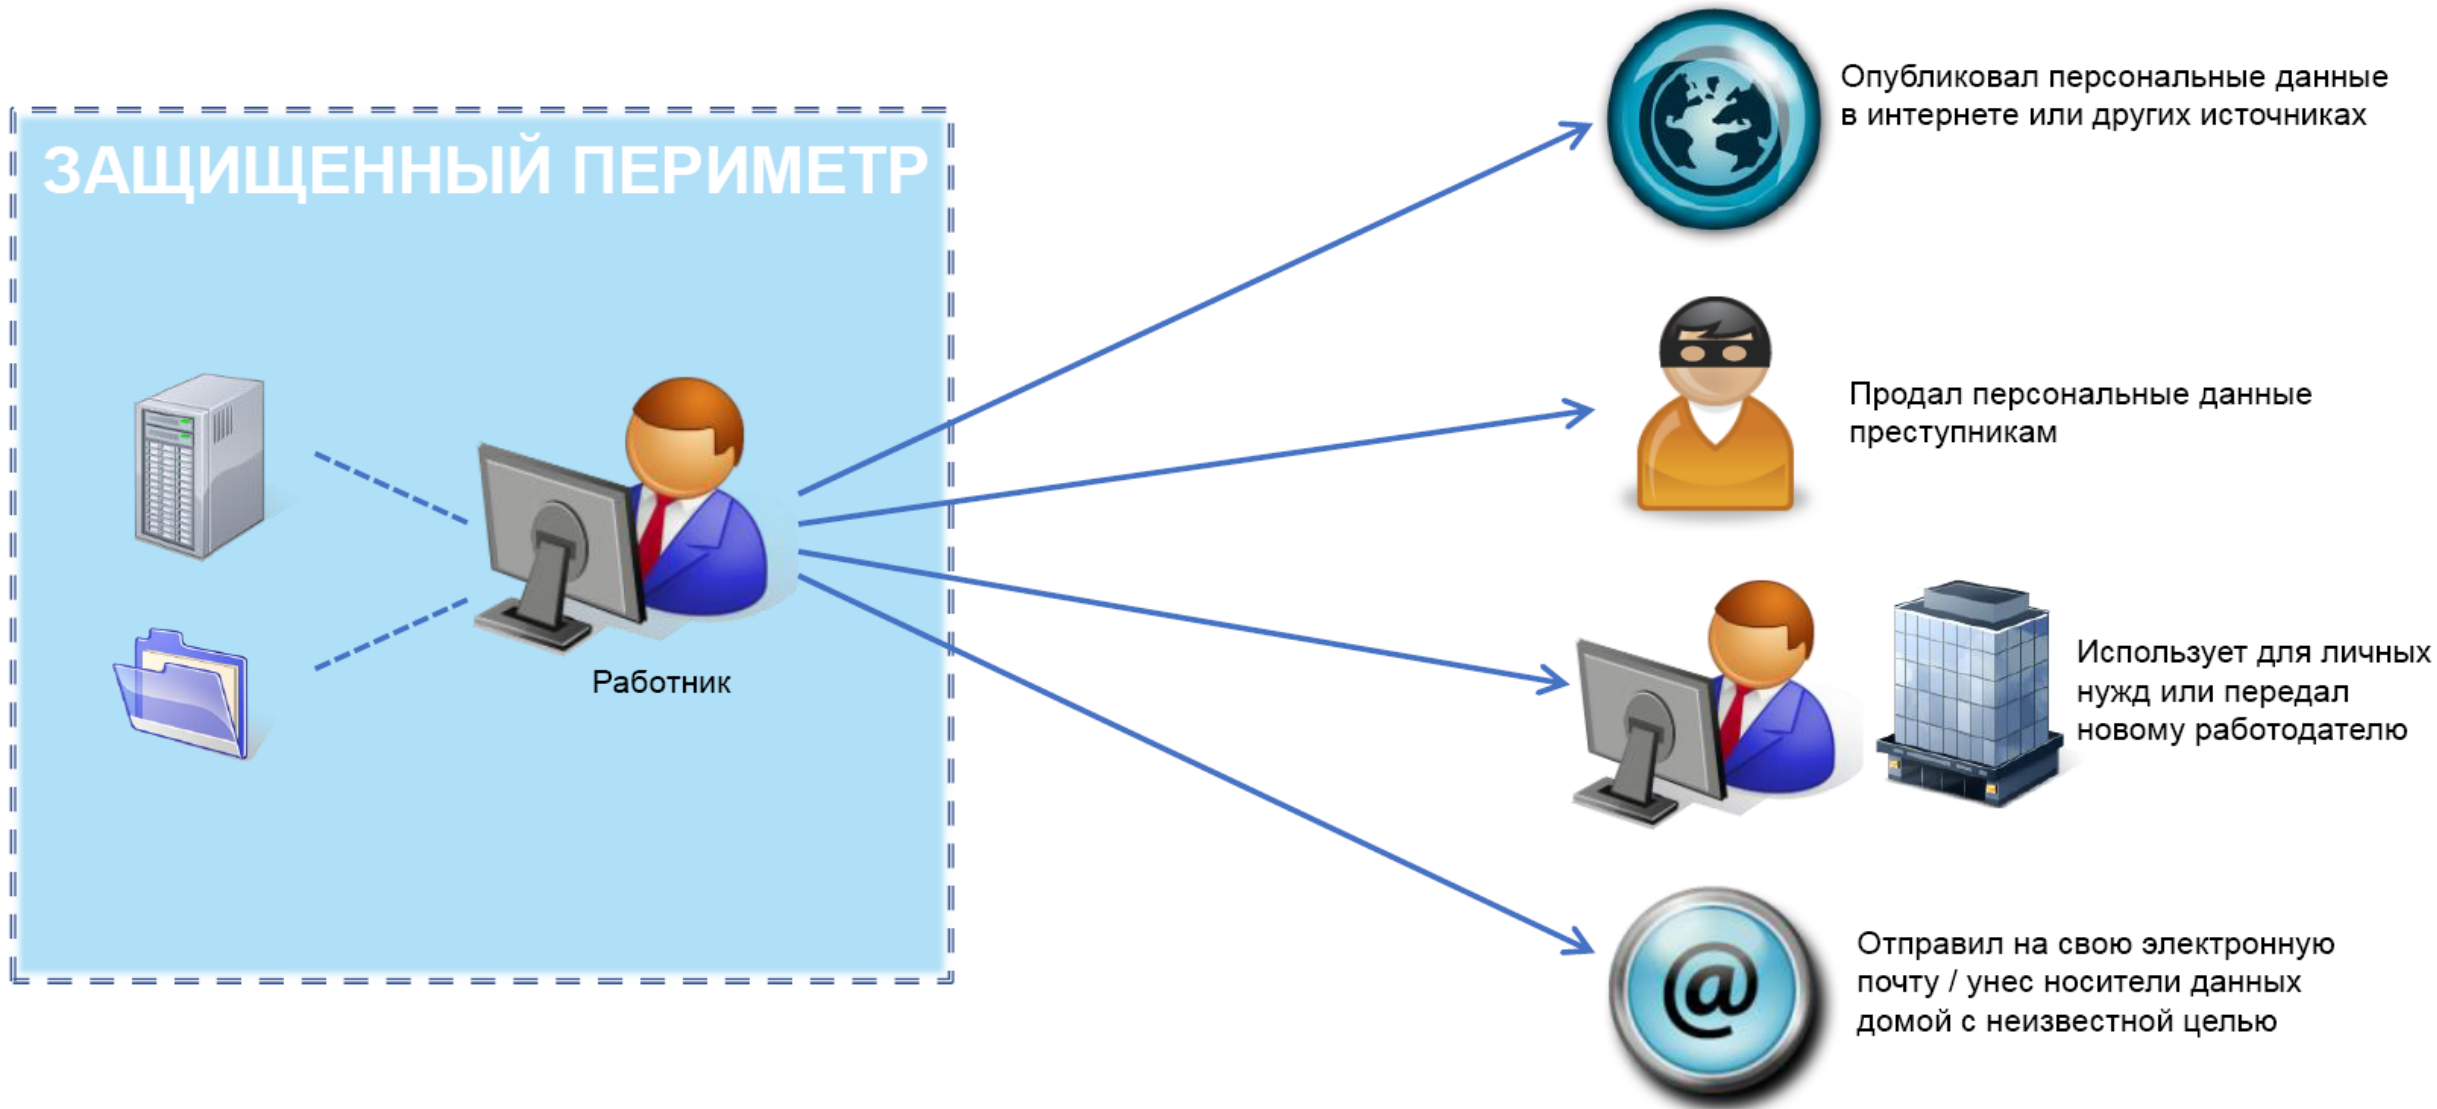 ЗАЩИЩЕННЫЙ ПЕРИМЕТР
Работник
Опубликовал персональные данные
в интернете или других источниках
Продал персональные данные
преступникам
Использует для личных
нужд или передал
новому работодателю
Отправил на свою электронную
почту / унес носители данных
домой с неизвестной целью